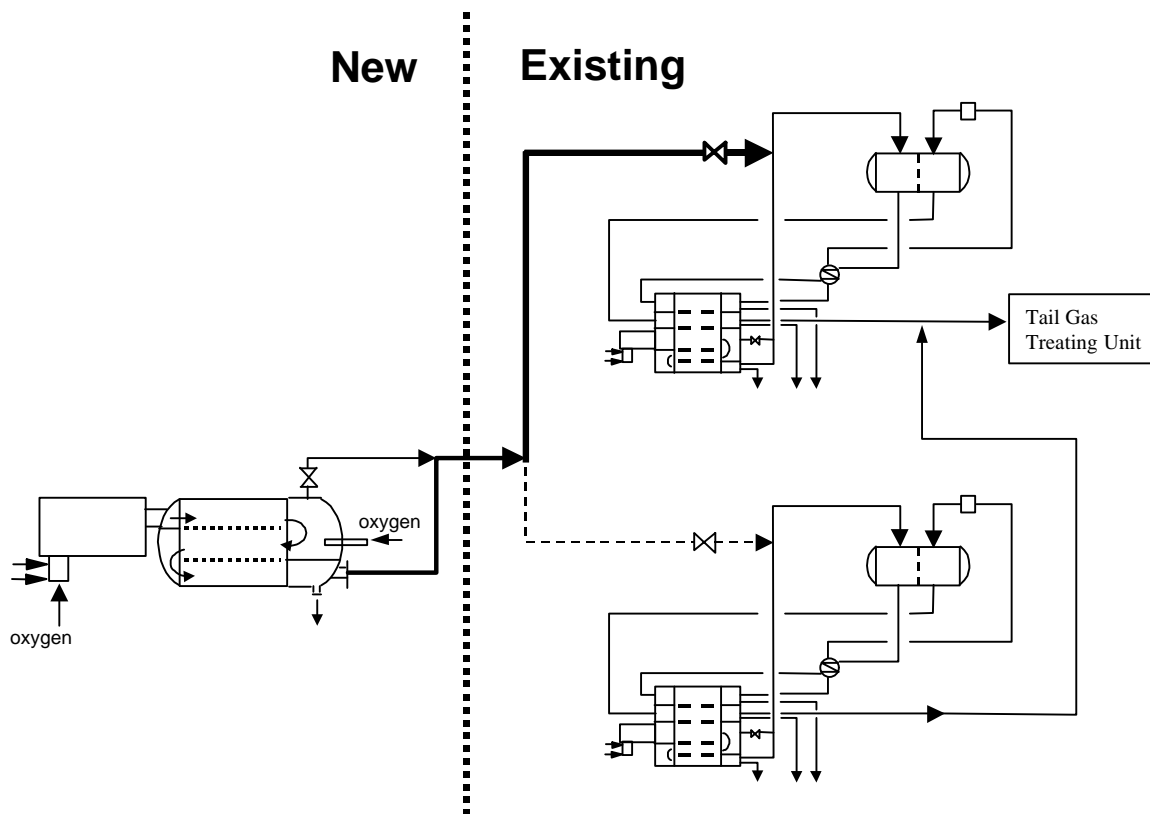 New
Existing
Tail Gas
Treating Unit
oxygen
oxygen